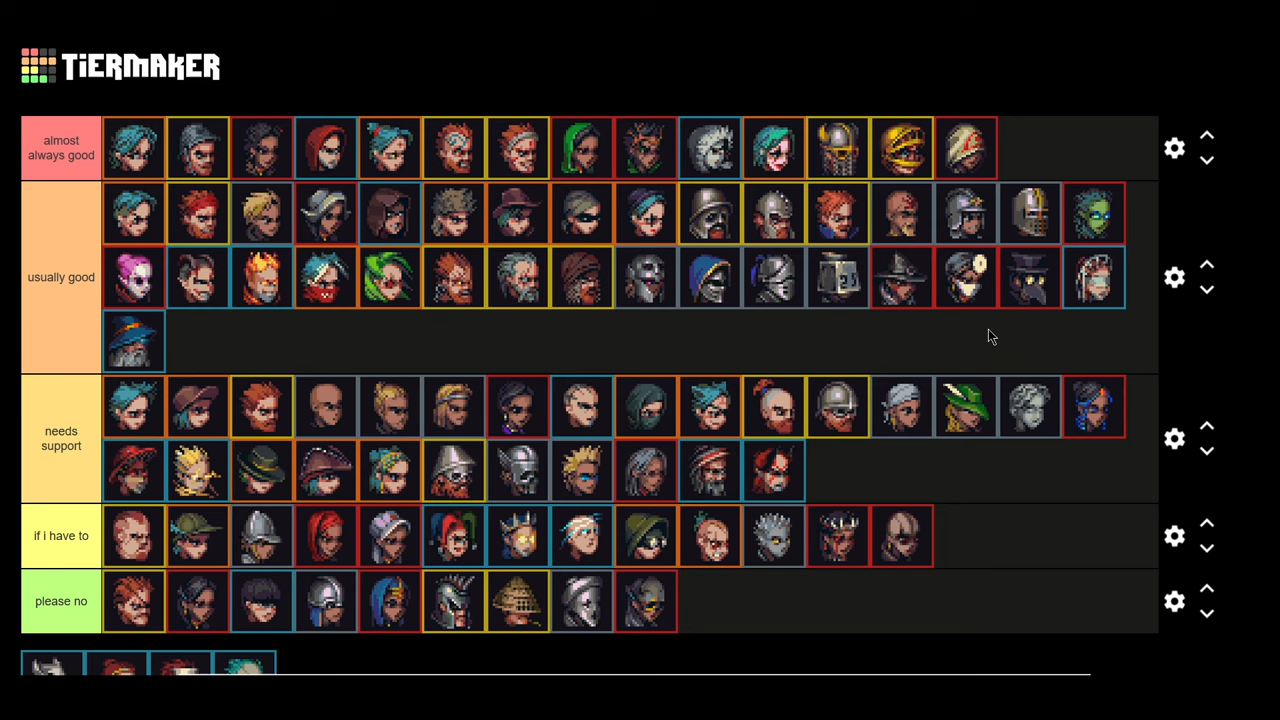 TiERMAKER
almost
always good
usually good
needs
support
if i have to
please no